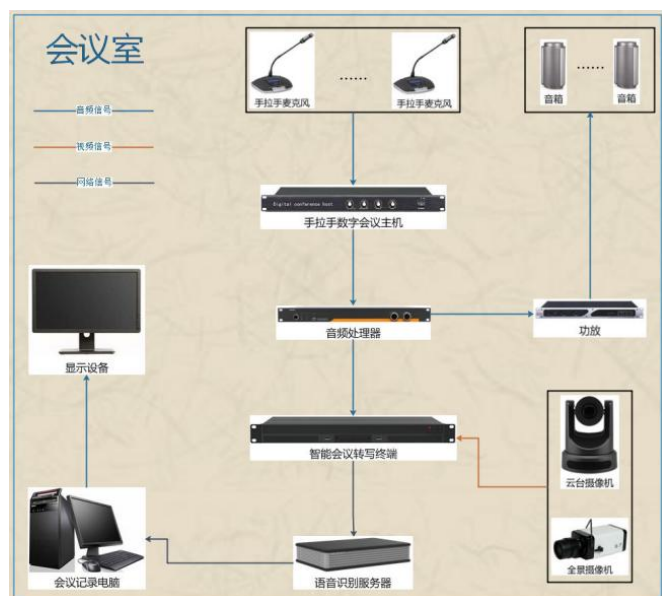 会议室
音频信号
视频信号
网络信号
手拉手麦克风
......
手拉手麦克风
......
音箱
音箱
Digital conference host
手拉手数字会议主机
音频处理器
功放
显示设备
智能会议转写终端
云台摄像机
全景摄像机
会议记录电脑
语音识别服务器